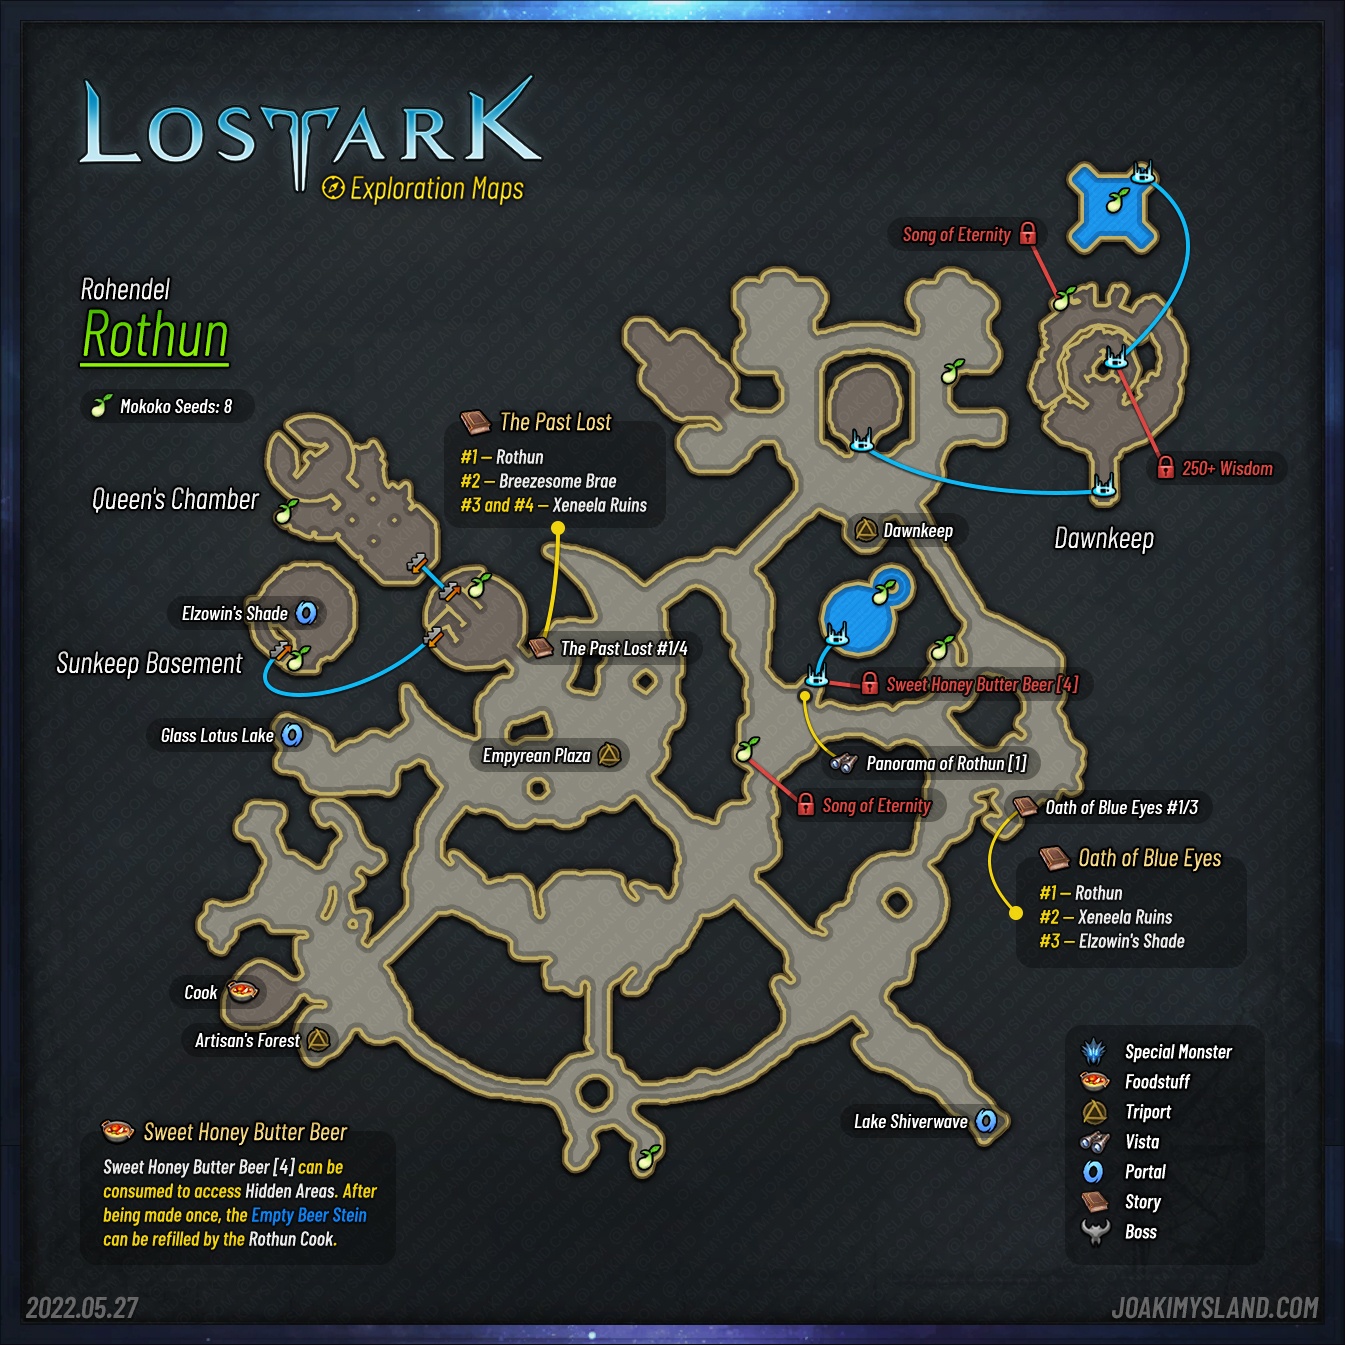 LOSTARK
Exploration Maps
Rohendel
Rothun
Mokoko Seeds: 8
Song of Eternity
250+ Wisdom
Dawnkeep
The Past Lost
#1 – Rothun
#2 – Breezesome Brae
#3 and #4 – Xeneela Ruins
Queen's Chamber
Dawnkeep
Elzowin's Shade
Sunkeep Basement
The Past Lost #1/4
Sweet Honey Butter Beer [4]
Glass Lotus Lake
Empyrean Plaza
Panorama of Rothun [1]
Song of Eternity
Oath of Blue Eyes #1/3
Oath of Blue Eyes
#1 – Rothun
#2 – Xeneela Ruins
#3 – Elzowin's Shade
Cook
Artisan's Forest
Lake Shiverwave
Sweet Honey Butter Beer
Sweet Honey Butter Beer [4] can be
consumed to access Hidden Areas. After
being made once, the Empty Beer Stein
can be refilled by the Rothun Cook.
Special Monster
Foodstuff
Triport
Vista
Portal
Story
Boss
2022.05.27
JOAKIMYSLAND.COM